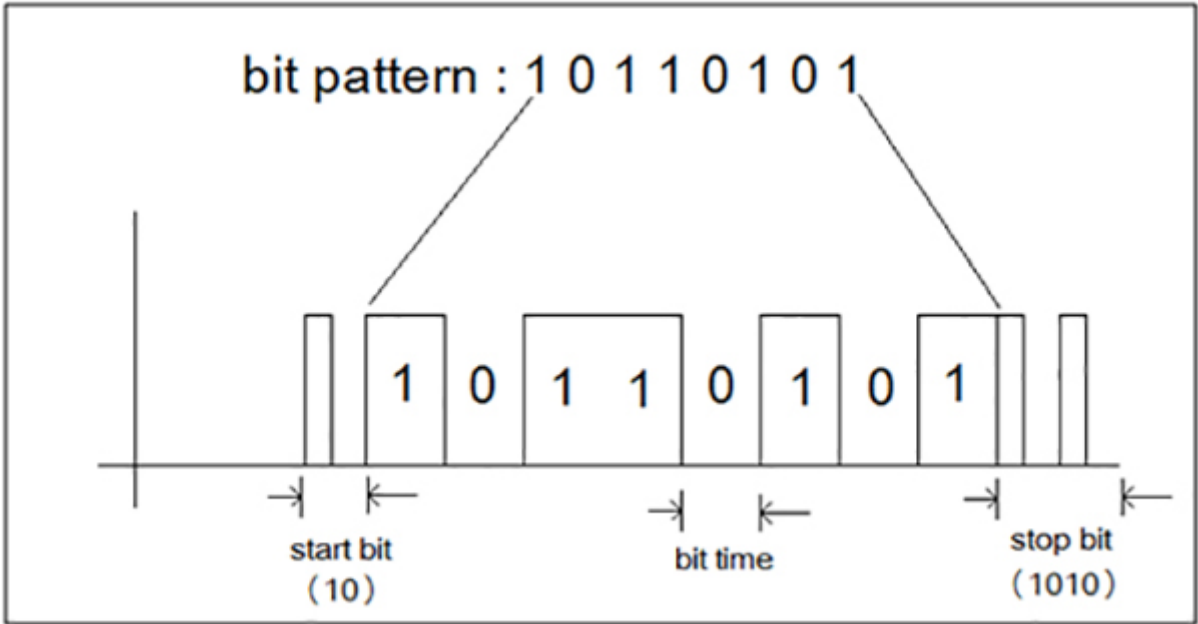 bit pattern : 1 0 1 1 0 1 0 1
1 0 1 1 0 1 0 1
start bit
(10)
bit time
stop bit
(1010)